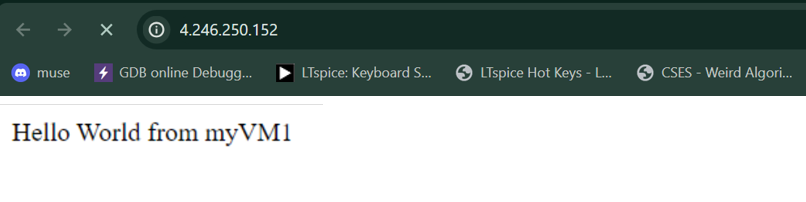 4.246.250.152
muse GDB online Debugg... LTspice: Keyboard S... LTspice Hot Keys - L... CSES - Weird Algori...
Hello World from myVM1